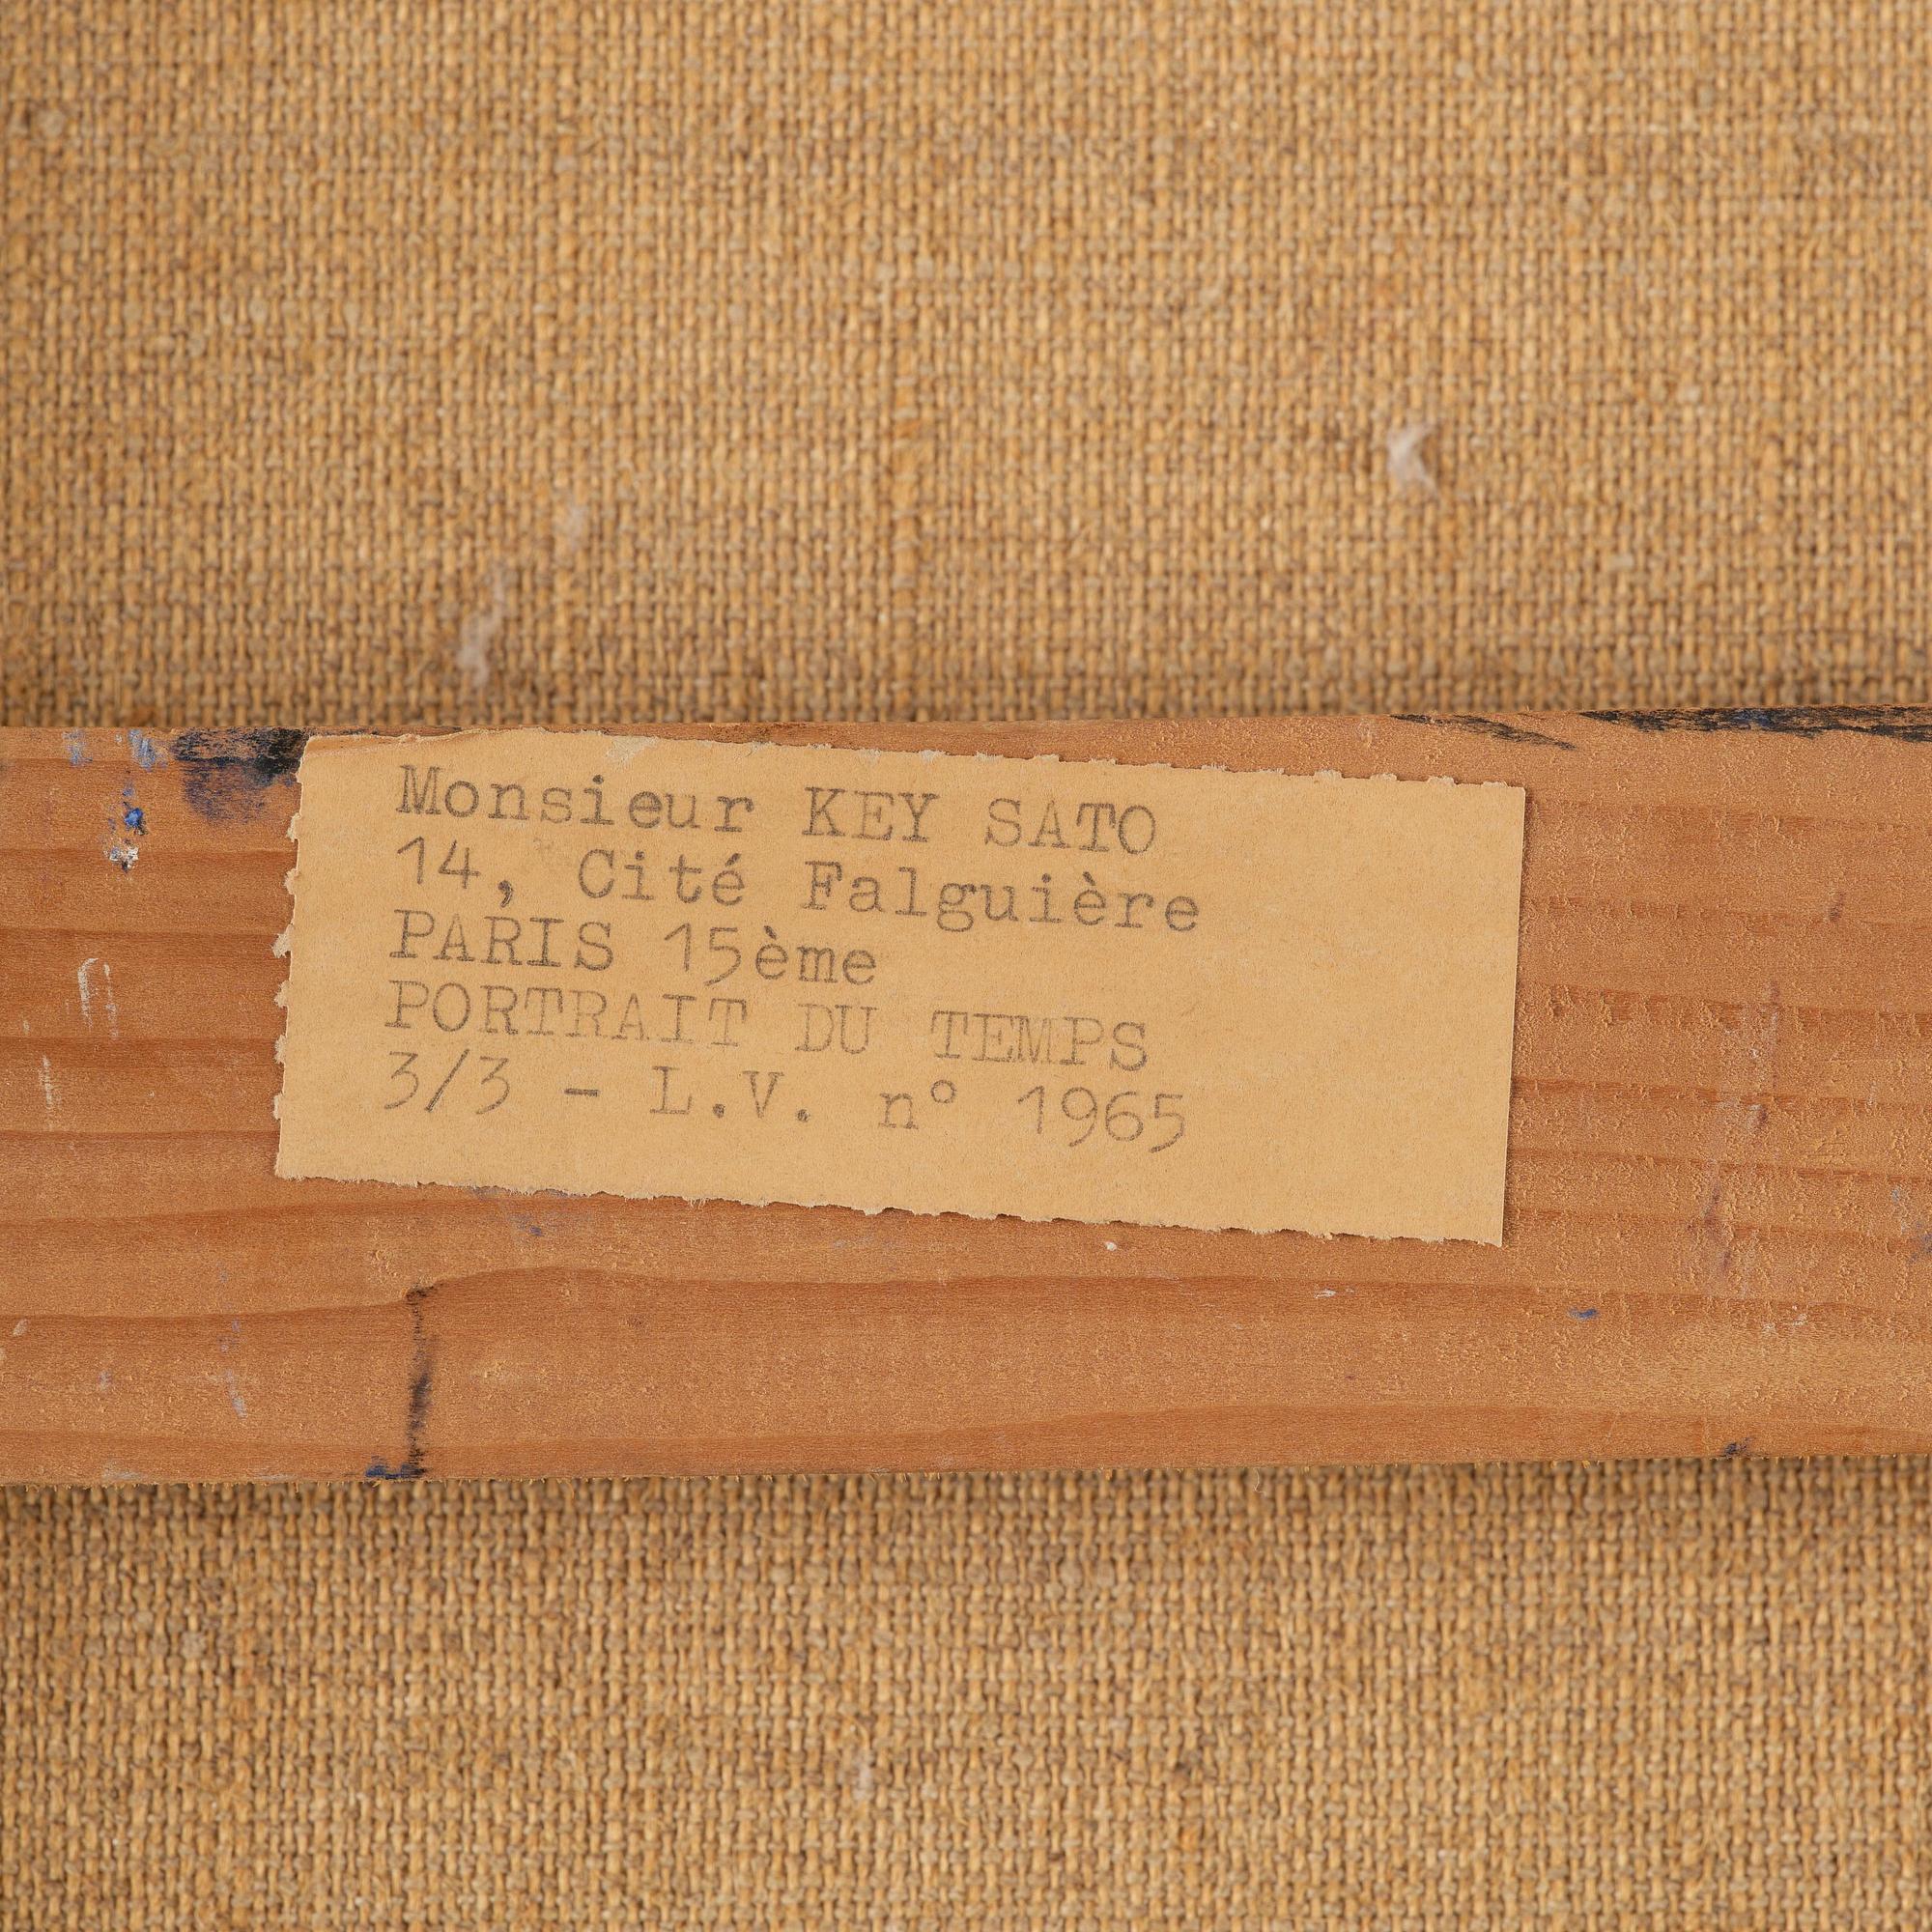 Monsieur KEY SATO
14, Cité Falguière
PARIS 15ème
PORTRAIT DU TEMPS
3/3 - L.V. n° 1965